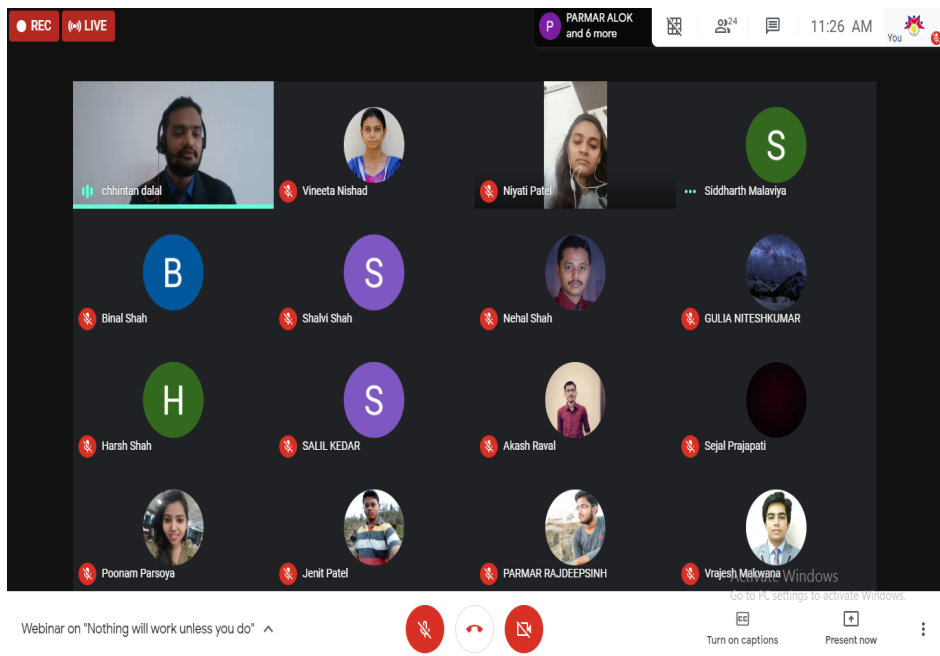 REC
LIVE
P
PARMAR ALOK
and 6 more
24
11:26 AM
You
chhintan dalal
Vineeta Nishad
Niyati Patel
S
Siddharth Malaviya
B
Binal Shah
S
Shalvi Shah
Nehal Shah
GULIA NITESHKUMAR
H
Harsh Shah
S
SALIL KEDAR
Akash Raval
Sejal Prajapati
Poonam Parsoya
Jenit Patel
PARMAR RAJDEEPSINH
Vrajesh Makwana
Activate Windows
Go to PC settings to activate Windows.
Webinar on "Nothing will work unless you do"
CC
Turn on captions
Present now